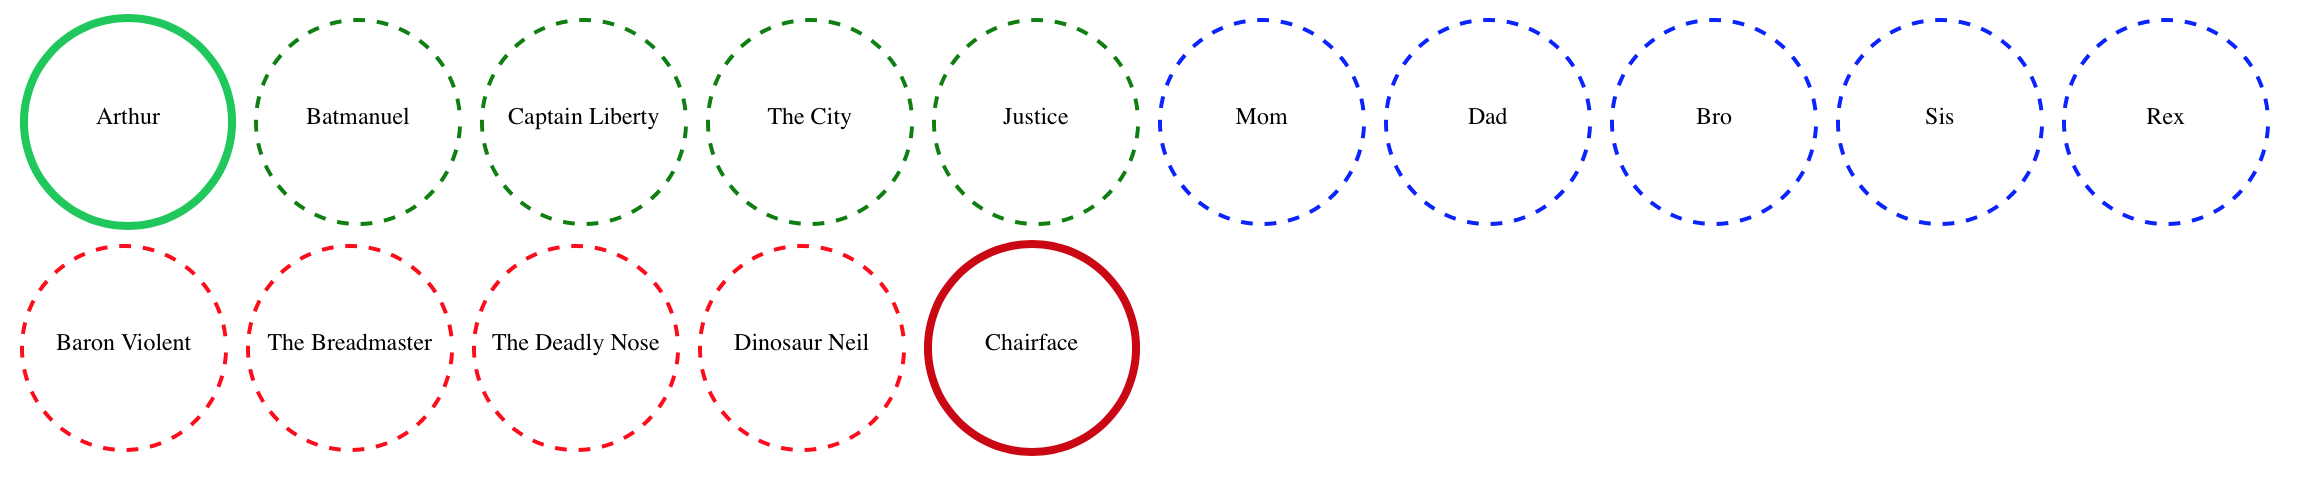 Arthur
Batmanuel
Captain Liberty
The City
Justice
Mom
Dad
Bro
Sis
Rex
Baron Violent
The Breadmaster
The Deadly Nose
Dinosaur Neil
Chairface